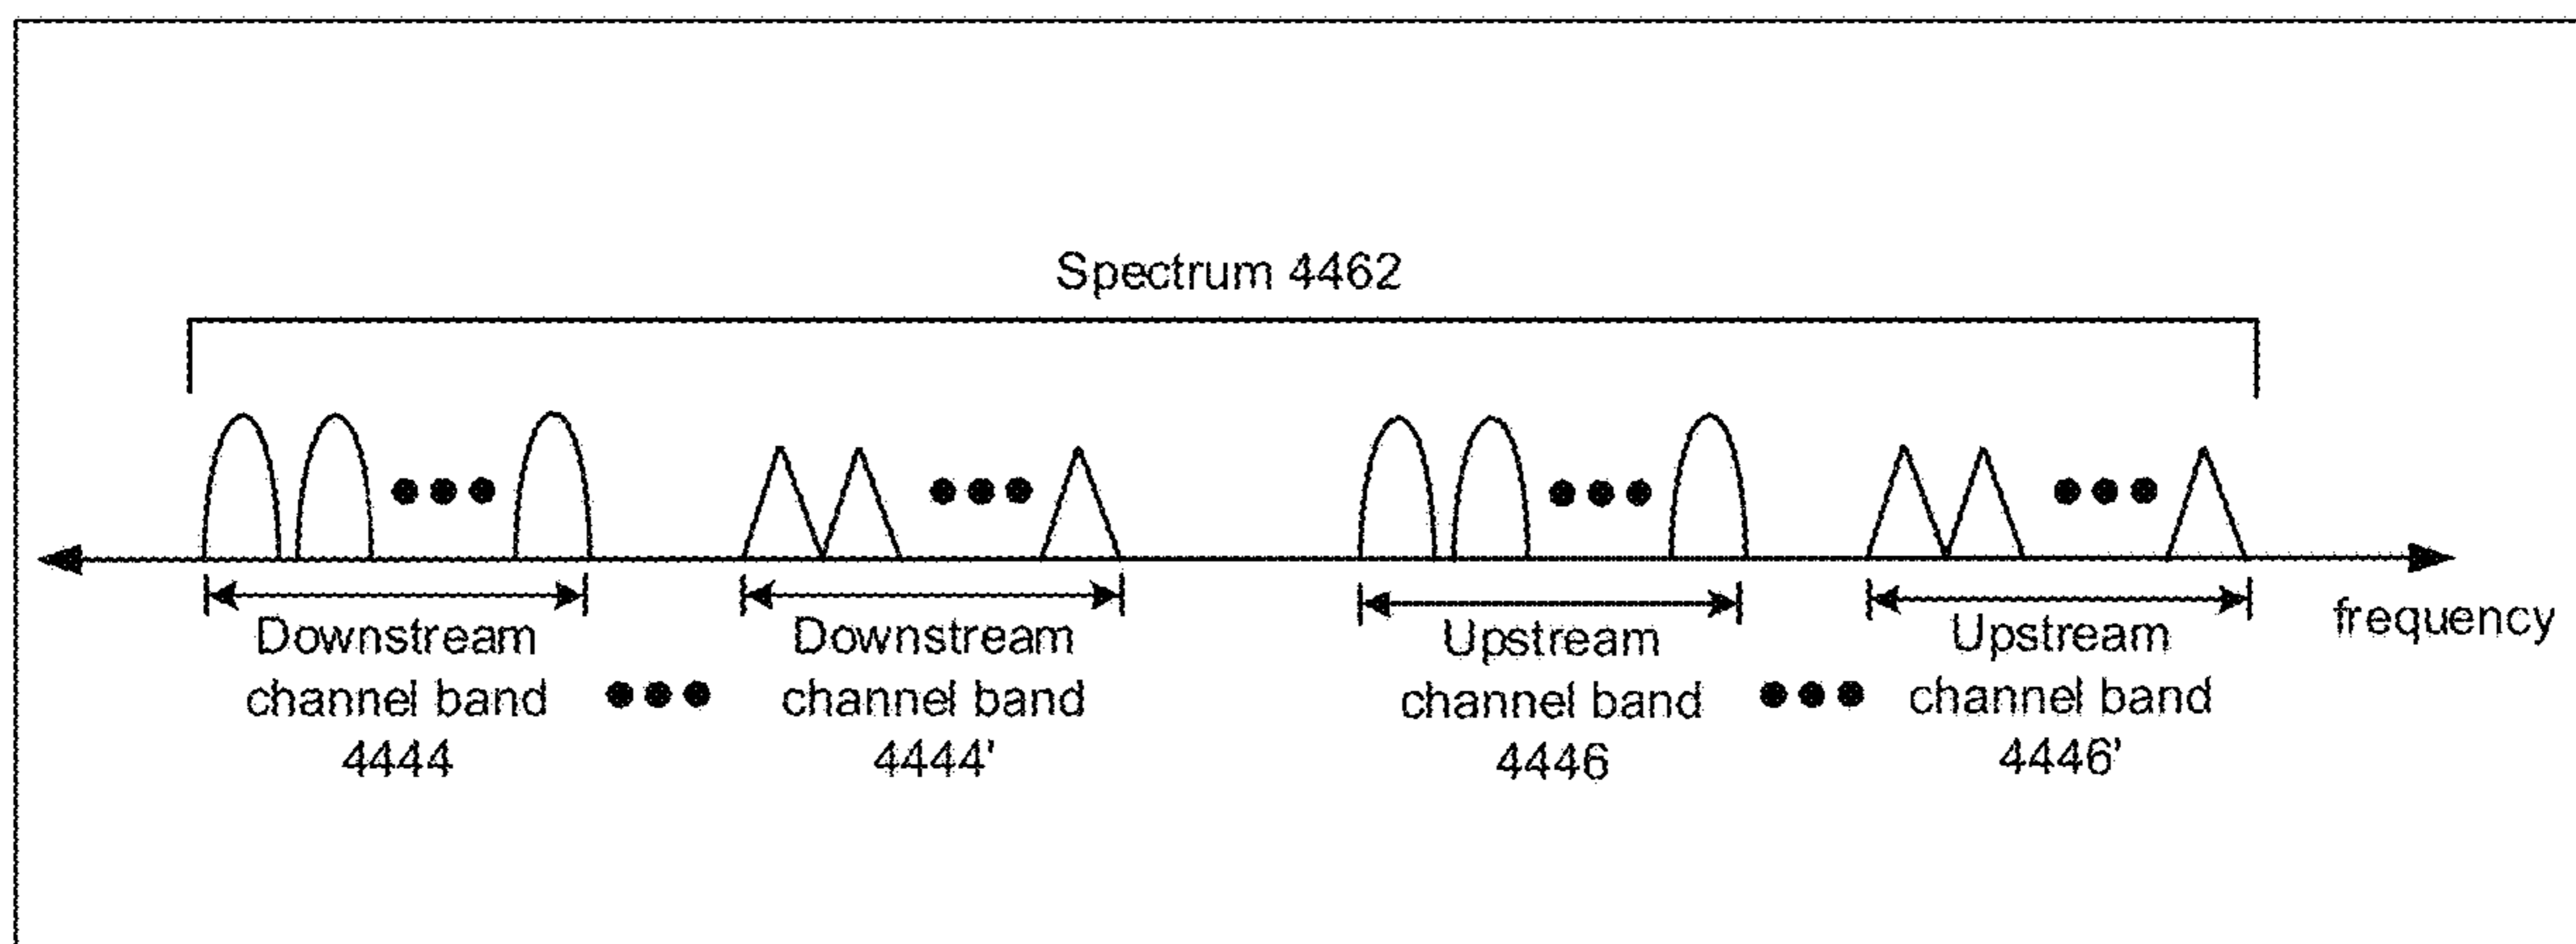 Spectrum 4462
Downstream
channel band
4444
Downstream
channel band
4444'
Upstream
channel band
4446
Upstream
channel band
4446'
frequency